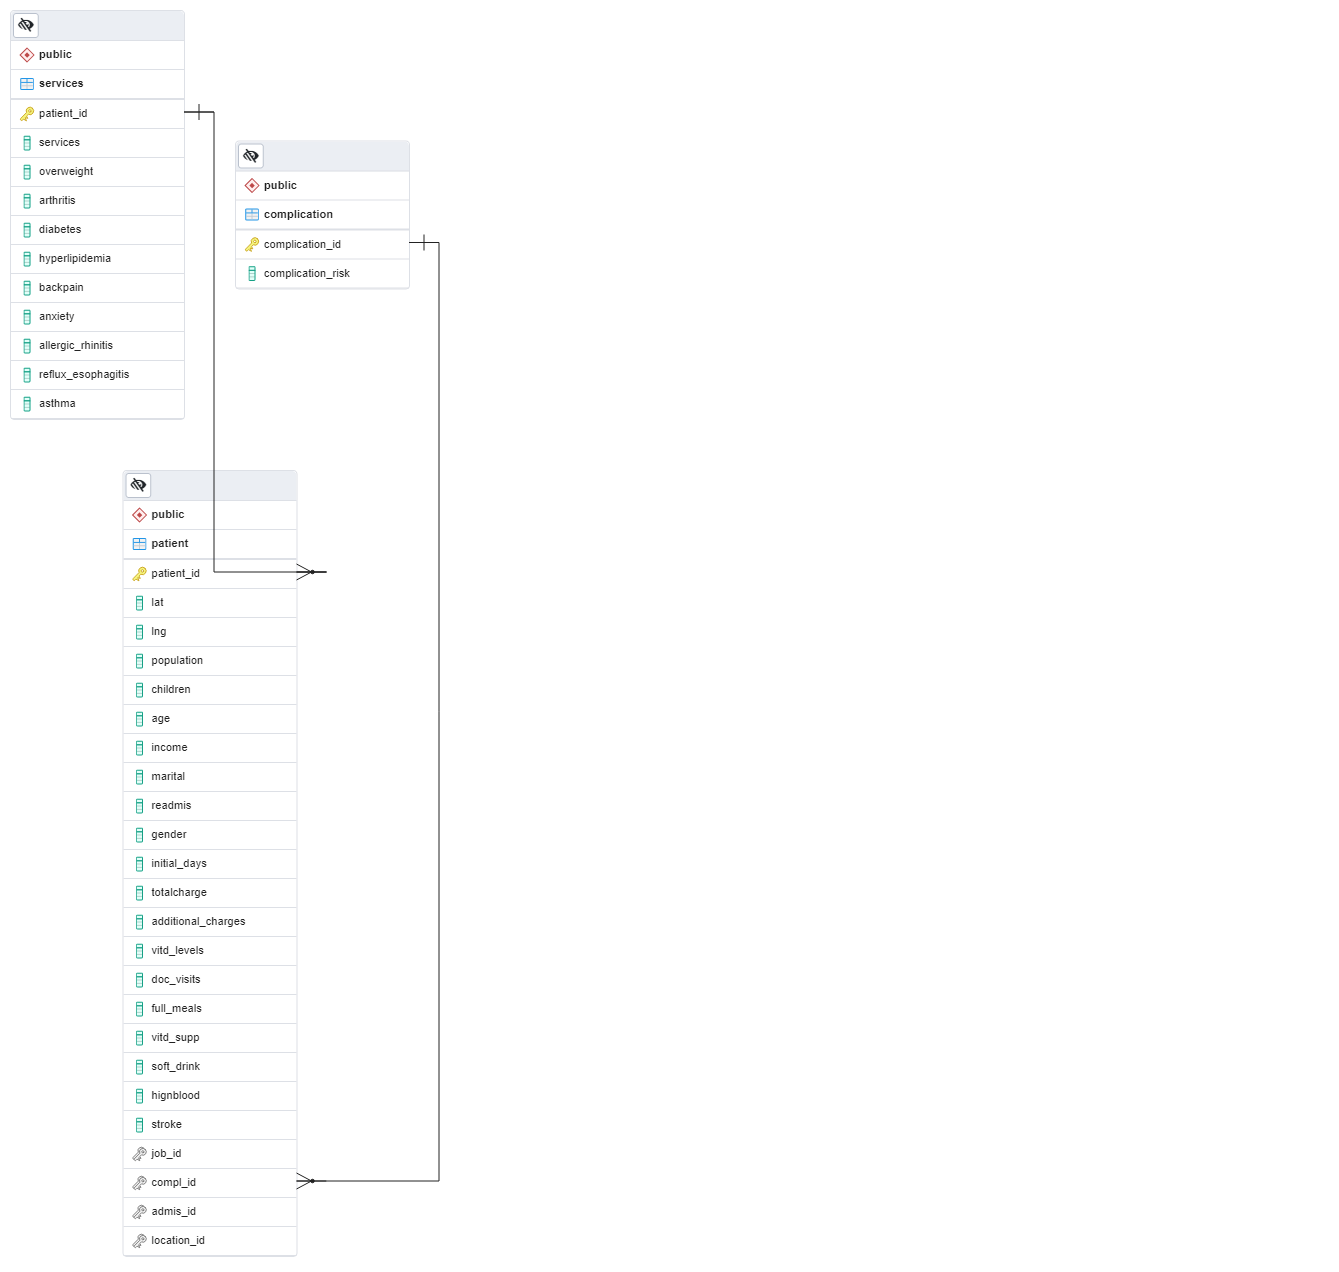 public
services
patient_id
services
overweight
arthritis
diabetes
hyperlipidemia
backpain
anxiety
allergic_rhinitis
reflux_esophagitis
asthma
public
complication
complication_id
complication_risk
public
patient
patient_id
lat
lng
population
children
age
income
marital
readmis
gender
initial_days
totalcharge
additional_charges
vitd_levels
doc_visits
full_meals
vitd_supp
soft_drink
hignblood
stroke
job_id
compl_id
admis_id
location_id